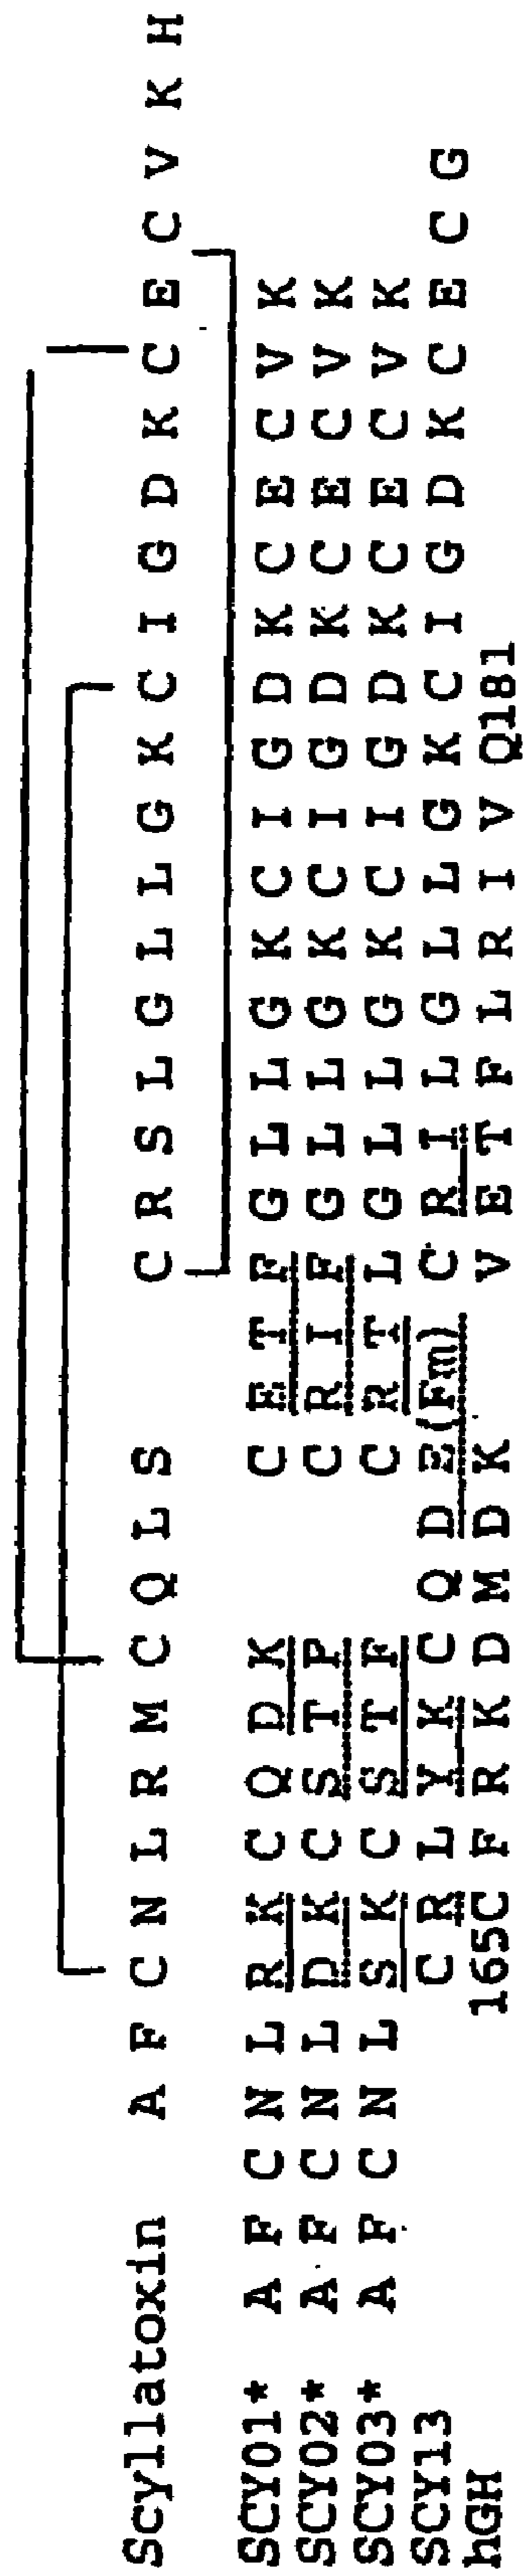 Scyllatoxin A F C N L R M C Q L S C R S L G L L G K C I G D K C E C V K H
SCY01* A F C N L R K C Q D K C E T F G L L G K C I G D K C E C V K
SCY02* A F C N L D K C S T P C R I F G L L G K C I G D K C E C V K
SCY03* A F C N L S K C S T F C R T L G L L G K C I G D K C E C V K
SCY13 C R L Y K C Q D E(Fm) C R I L G L L G K C I G D K C E C G
hGH 165C F R K D M D K V E T F L R I V Q181